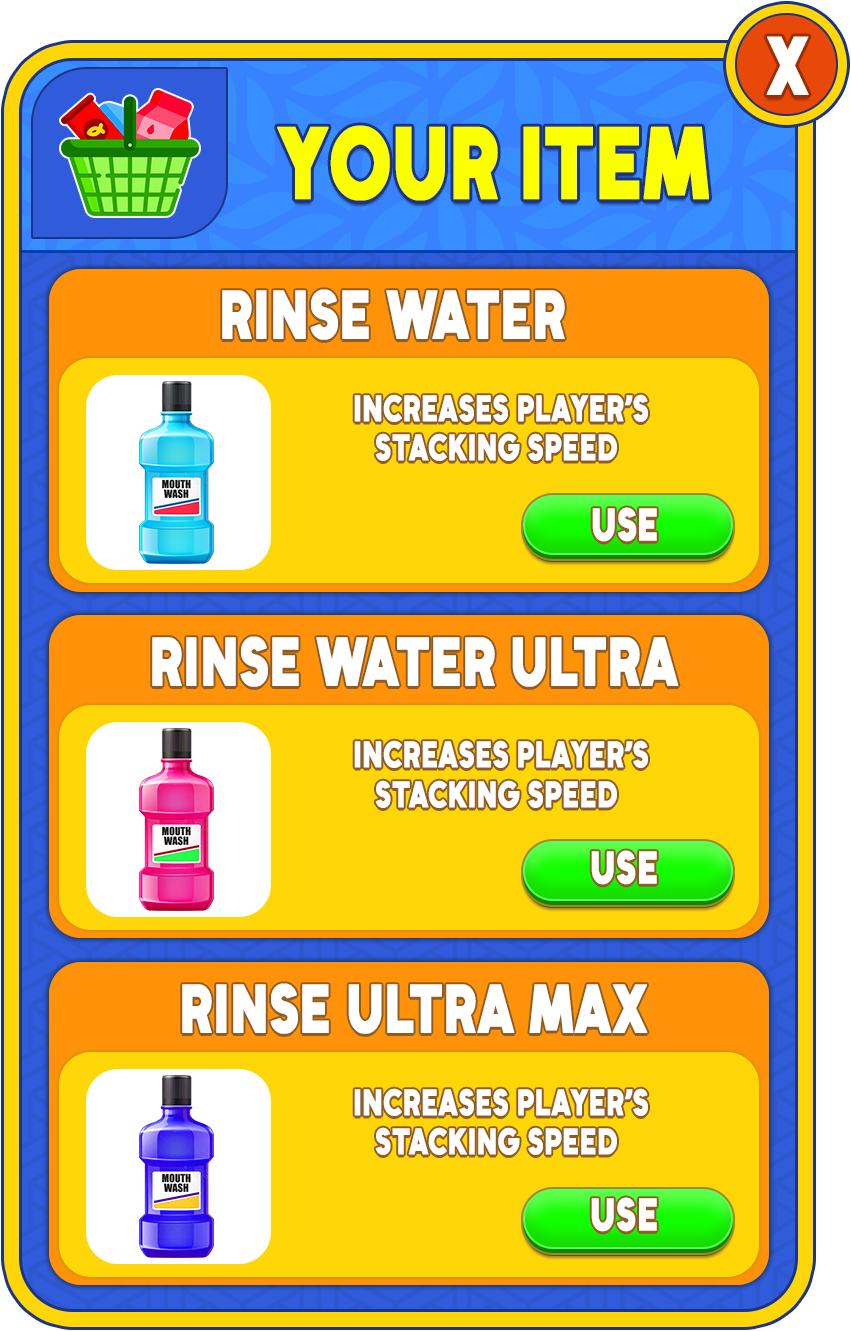 X
YOUR ITEM
RINSE WATER
MOUTH
WASH
INCREASES PLAYER'S
STACKING SPEED
USE
RINSE WATER ULTRA
MOUTH
WASH
INCREASES PLAYER'S
STACKING SPEED
USE
RINSE ULTRA MAX
MOUTH
WASH
INCREASES PLAYER'S
STACKING SPEED
USE